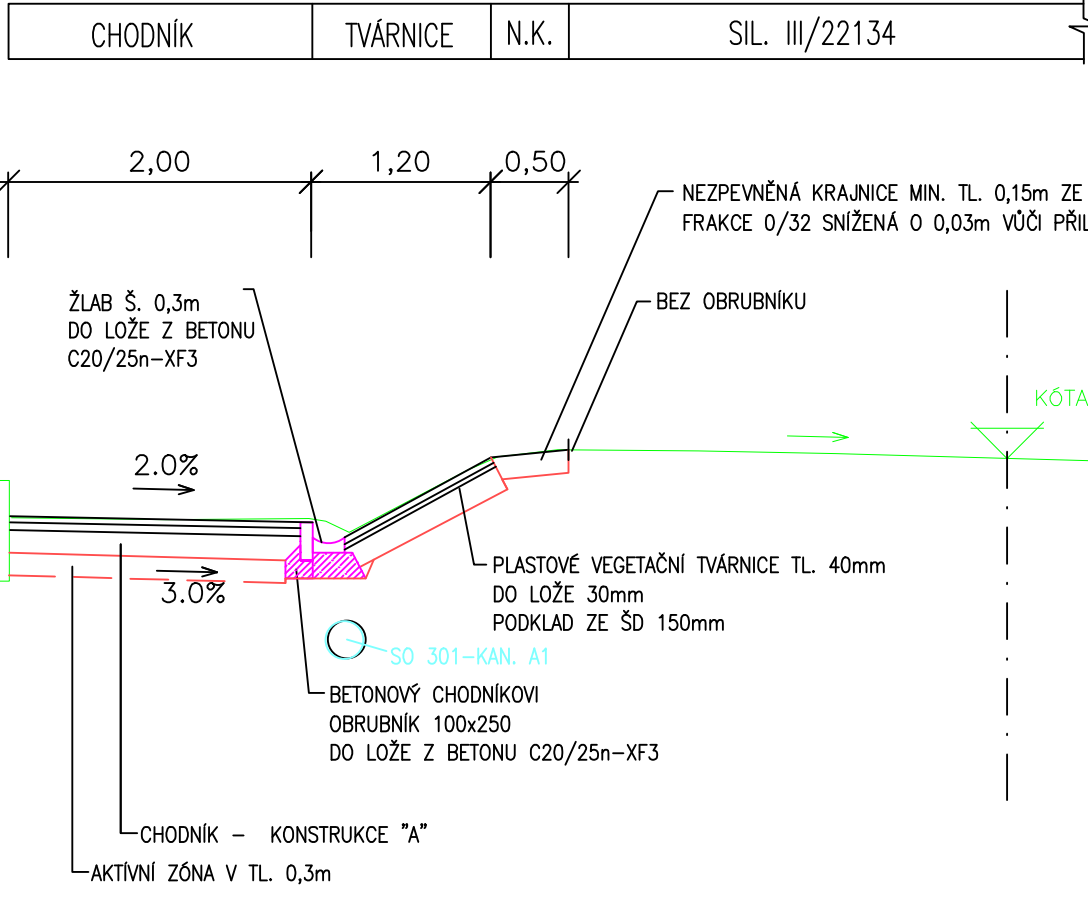 CHODNÍK TVÁRNICE N.K. SIL. III/22134
2,00 1,20 0,50
NEZPEVNĚNÁ KRAJNICE MIN. TL. 0,15m ZE
FRAKCE 0/32 SNÍŽENÁ O 0,03m VŮČI
ŽLAB Š. 0,3m
DO LOŽE Z BETONU
C20/25n-XF3
BEZ OBRUBNÍKU
KÓTA
2.0%
3.0%
PLASTOVÉ VEGETAČNÍ TVÁRNICE TL. 40mm
DO LOŽE 30mm
PODKLAD ZE ŠD 150mm
SO 301-KAN. A1
BETONOVÝ CHODNÍKOVI
OBRUBNÍK 100x250
DO LOŽE Z BETONU C20/25n-XF3
CHODNÍK - KONSTRUKCE "A"
AKTÍVNÍ ZÓNA V TL. 0,3m